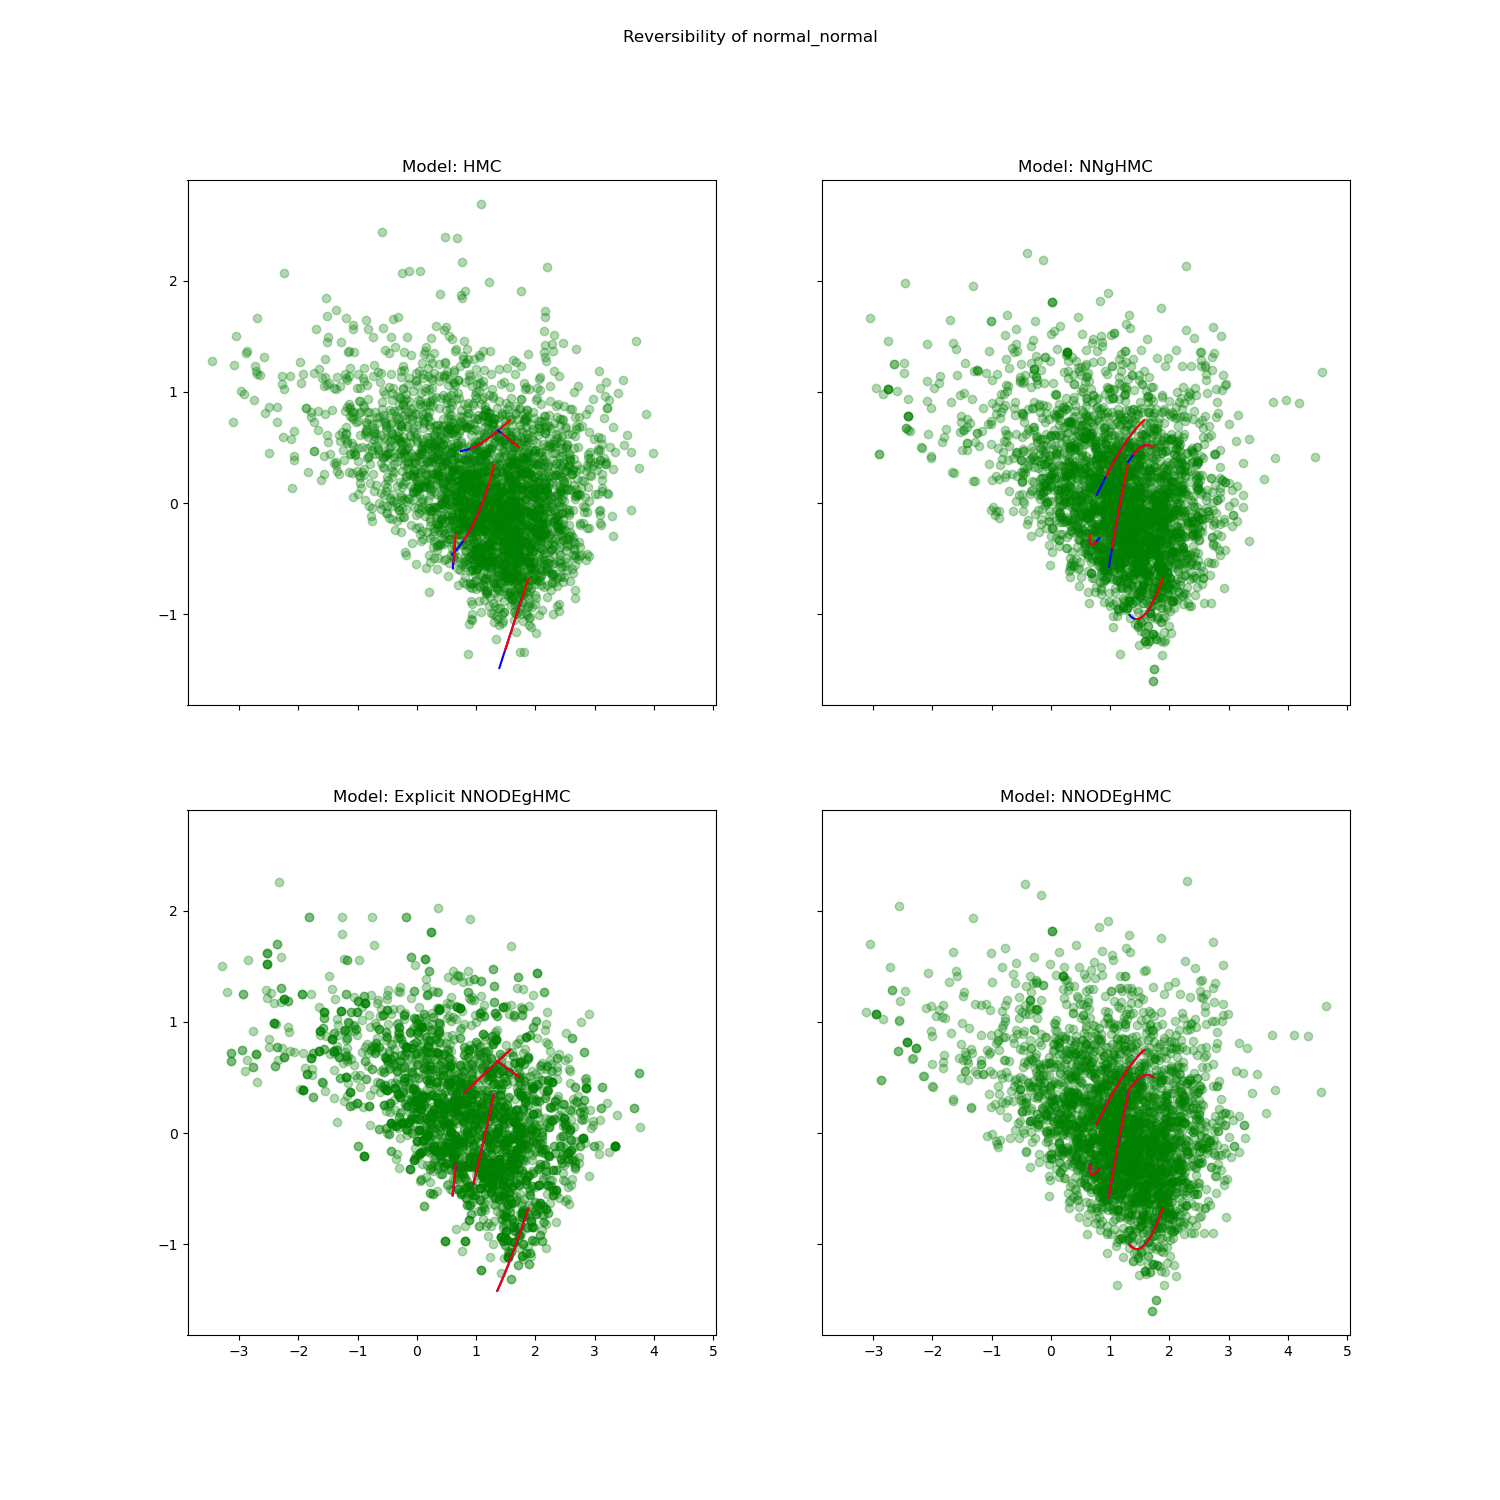 Reversibility of normal_normal
Model: HMC
Model: NNgHMC
2
1
0
−1
Model: Explicit NNODEgHMC
Model: NNODEgHMC
2
1
0
−1
−3 −2 −1 0 1 2 3 4 5
−3 −2 −1 0 1 2 3 4 5